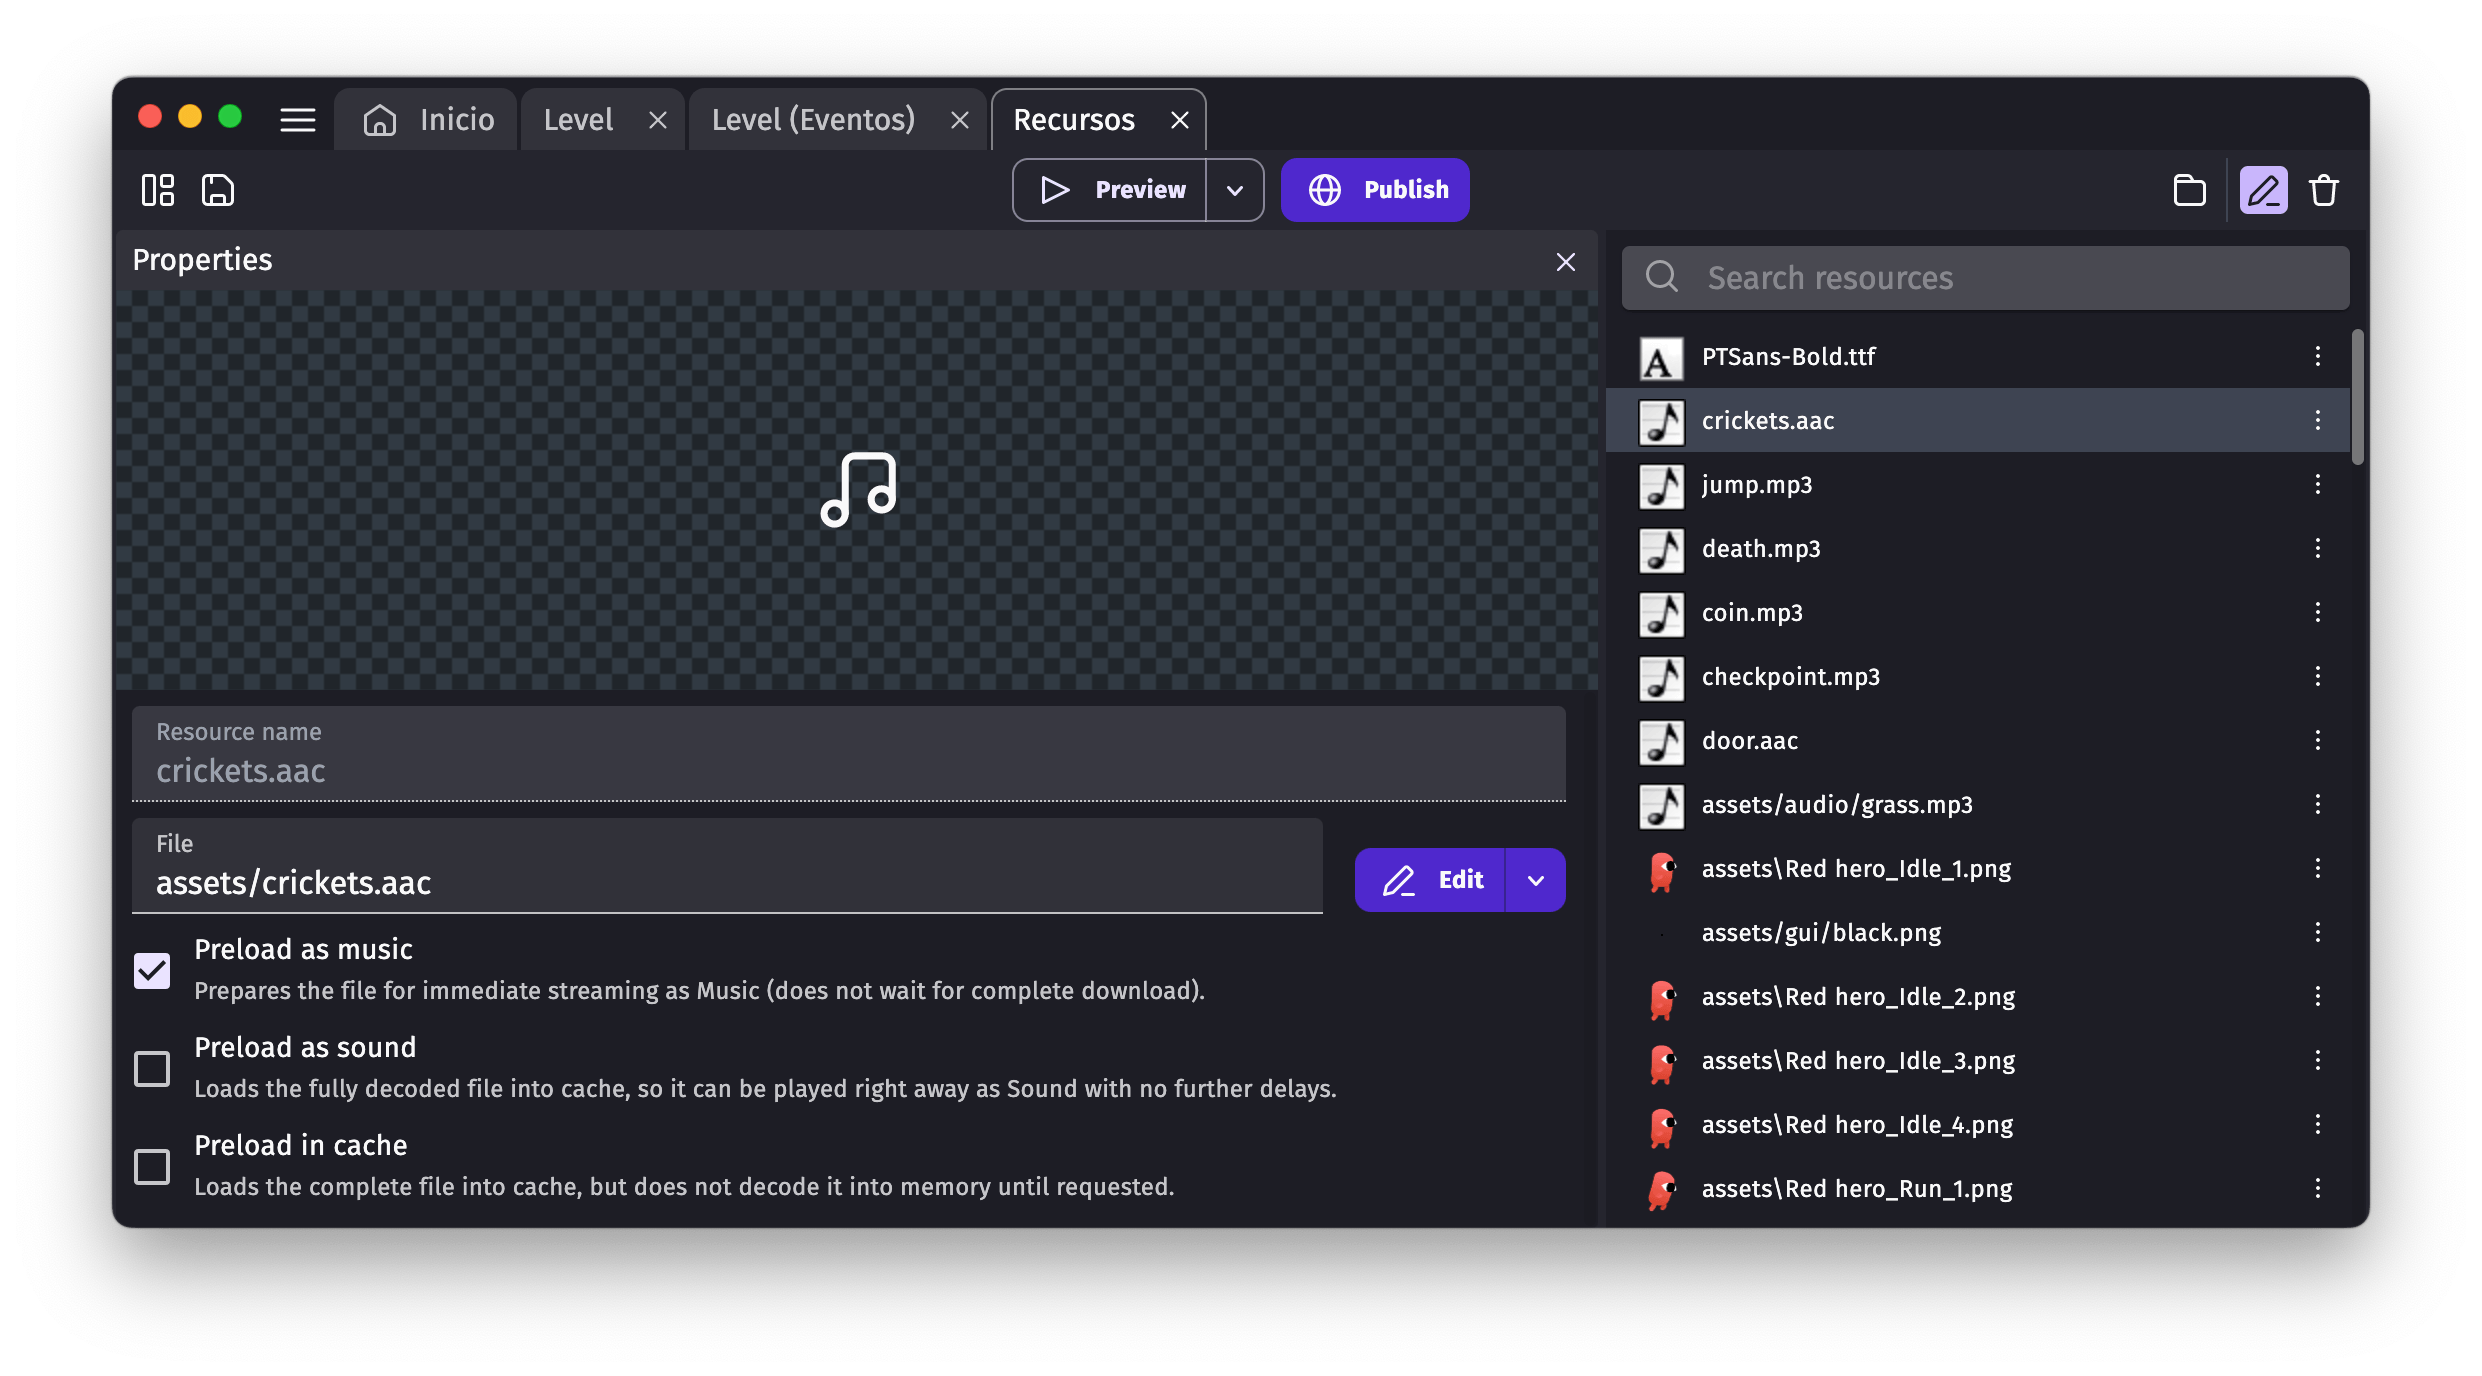 Inicio
Level
Level (Eventos)
Recursos
Preview
Publish
Properties
Resource name
crickets.aac
File
assets/crickets.aac
Edit
Preload as music
Prepares the file for immediate streaming as Music (does not wait for complete download).
Preload as sound
Loads the fully decoded file into cache, so it can be played right away as Sound with no further delays.
Preload in cache
Loads the complete file into cache, but does not decode it into memory until requested.
Search resources
A
PTSans-Bold.ttf
crickets.aac
jump.mp3
death.mp3
coin.mp3
checkpoint.mp3
door.aac
assets/audio/grass.mp3
assets\Red hero_Idle_1.png
assets/gui/black.png
assets\Red hero_Idle_2.png
assets\Red hero_Idle_3.png
assets\Red hero_Idle_4.png
assets\Red hero_Run_1.png